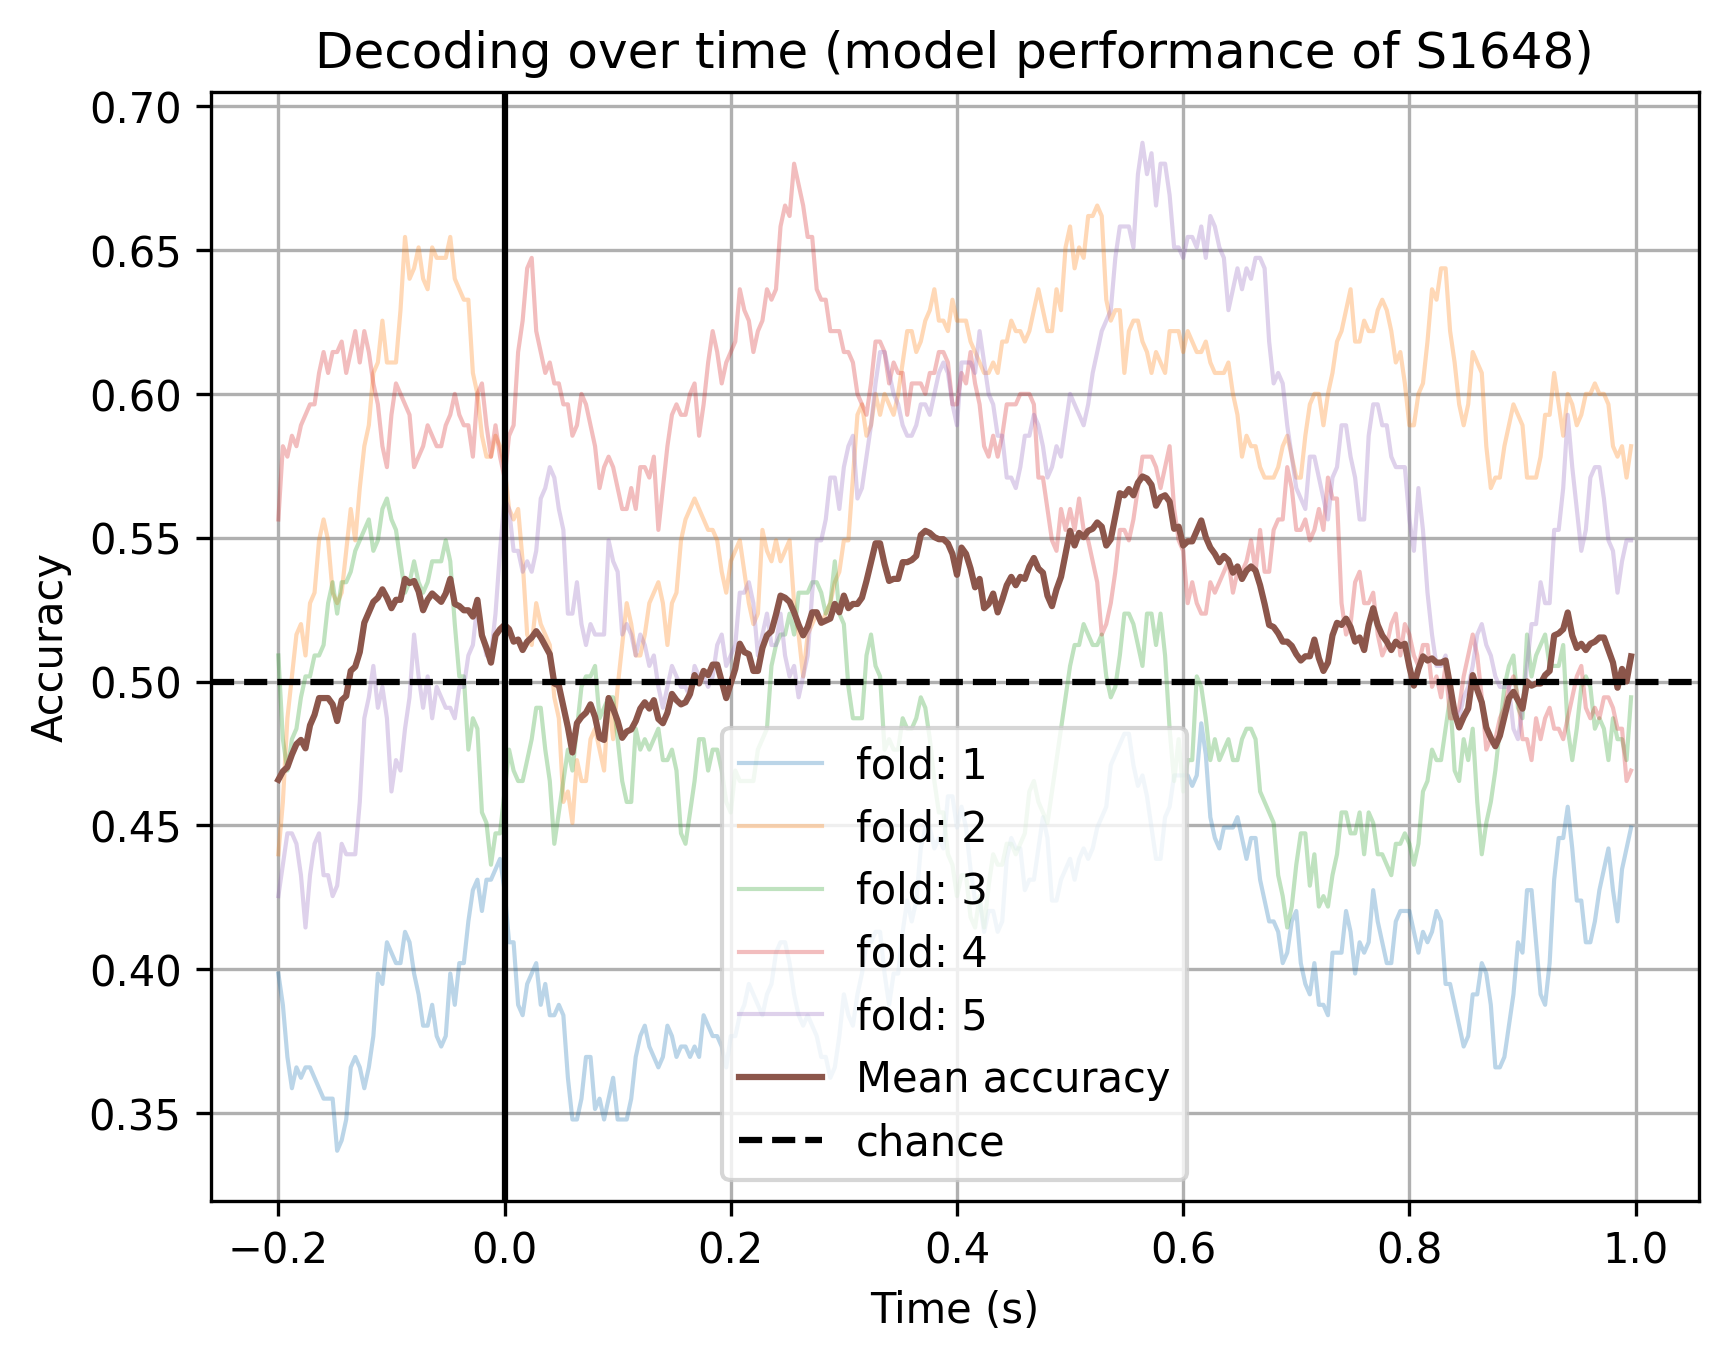 Decoding over time (model performance of S1648)
0.70
0.65
0.60
0.55
0.50
0.45
0.40
0.35
Accuracy
fold: 1
fold: 2
fold: 3
fold: 4
fold: 5
Mean accuracy
chance
−0.2 0.0 0.2 0.4 0.6 0.8 1.0
Time (s)